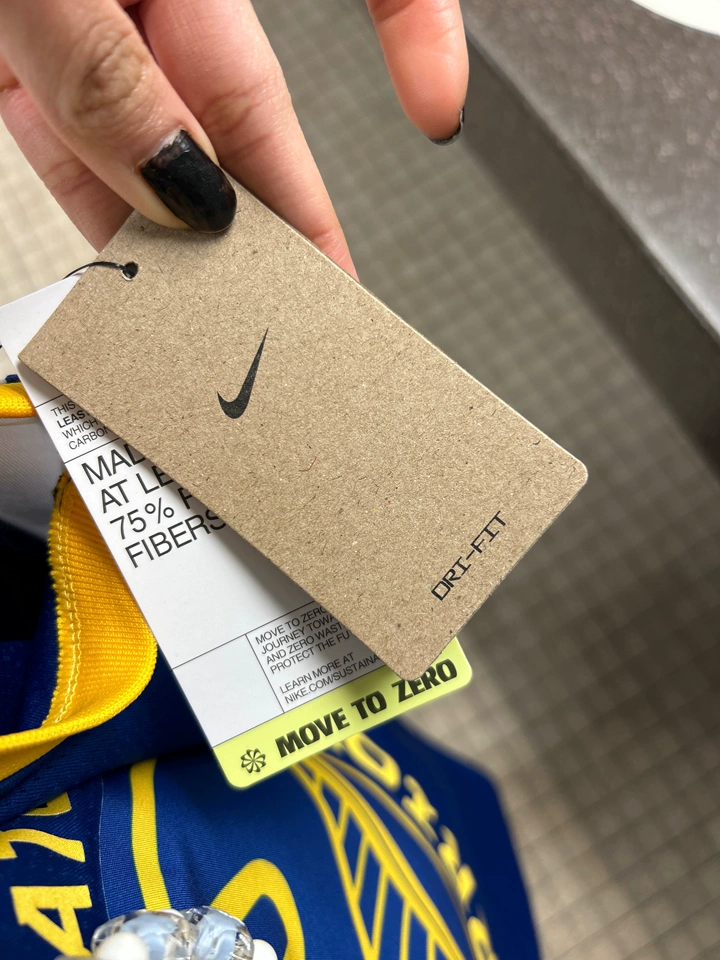 DRI-FIT
THIS
LEAS
WHICH
CARBO
MAD
AT LE
75%
FIBERS
MOVE TO ZERO
JOURNEY TOWA
AND ZERO WAST
PROTECT THE FU
LEARN MORE AT
NIKE.COM/SUSTAINA
MOVE TO ZERO